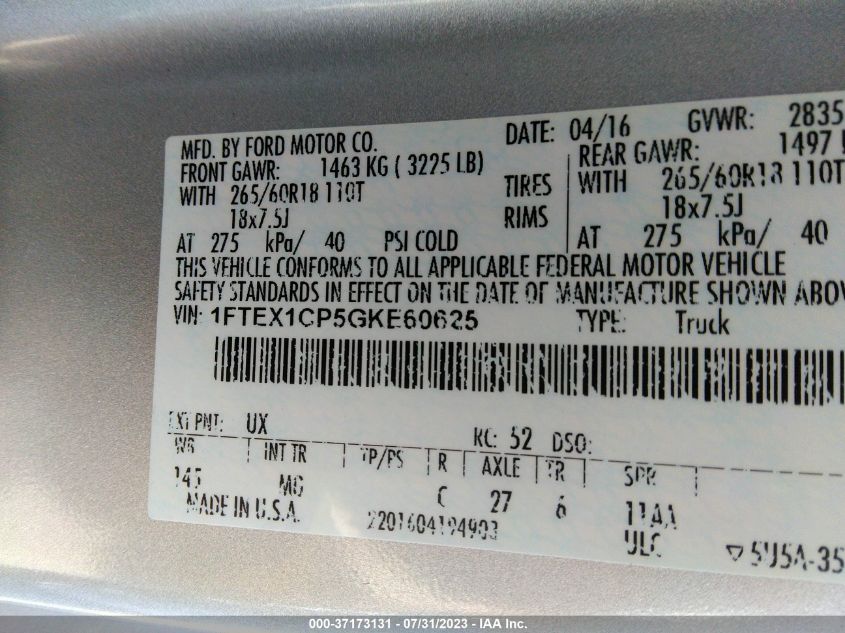 MFD. BY FORD MOTOR CO. DATE: 04/16 GVWR: 2835
FRONT GAWR: 1463 KG ( 3225 LB) REAR GAWR: 1497
WITH 265/60R18 110T TIRES WITH 265/60R18 110T
18x7.5J RIMS 18x7.5J
AT 275 kPa/ 40 PSI COLD AT 275 kPa/ 40
THIS VEHICLE CONFORMS TO ALL APPLICABLE FEDERAL MOTOR VEHICLE
SAFETY STANDARDS IN EFFECT ON THE DATE OF MANUFACTURE SHOWN ABOV
VIN: 1FTEX1CP5GKE60625 TYPE: Truck
EXT PNT: UX RC: 52 DSO:
WB INT TR TP/PS R AXLE TR SPR
145 MG C 27 6 11AA
MADE IN U.S.A. 2201604194903 ULC ▽ 5U5A-35
000-37173131 - 07/31/2023 - IAA Inc.